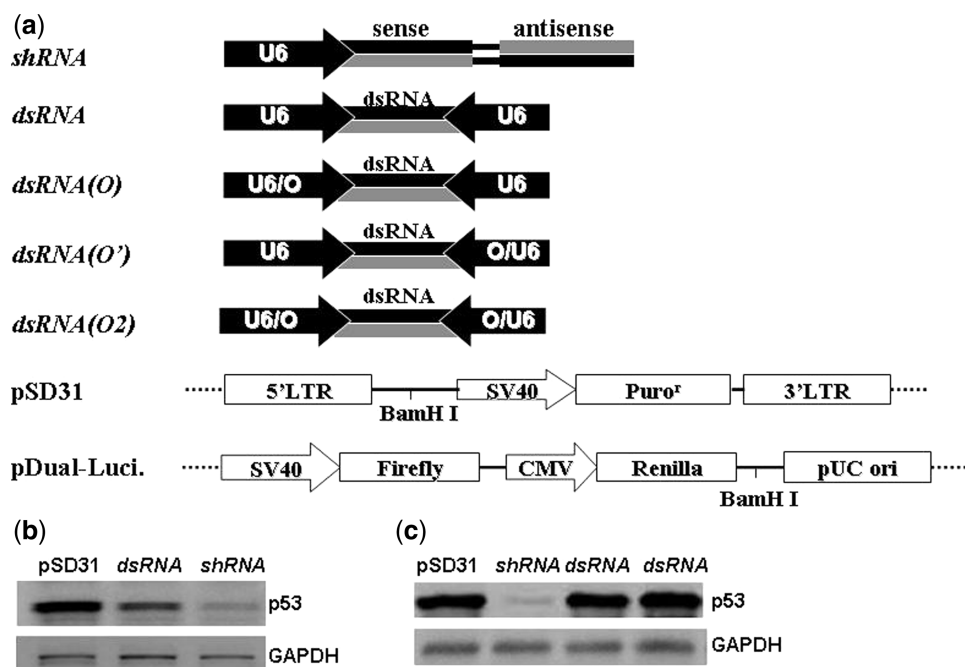 (a)
sense antisense
shRNA U6
dsRNA
dsRNA U6 U6
dsRNA
dsRNA(O) U6/O U6
dsRNA
dsRNA(O') U6 O/U6
dsRNA
dsRNA(O2) U6/O O/U6
pSD31 5'LTR SV40 Puroʳ 3'LTR
BamH I
pDual-Luci. SV40 Firefly CMV Renilla pUC ori
BamH I
(b)
pSD31 dsRNA shRNA
p53
GAPDH
(c)
pSD31 shRNA dsRNA dsRNA
p53
GAPDH